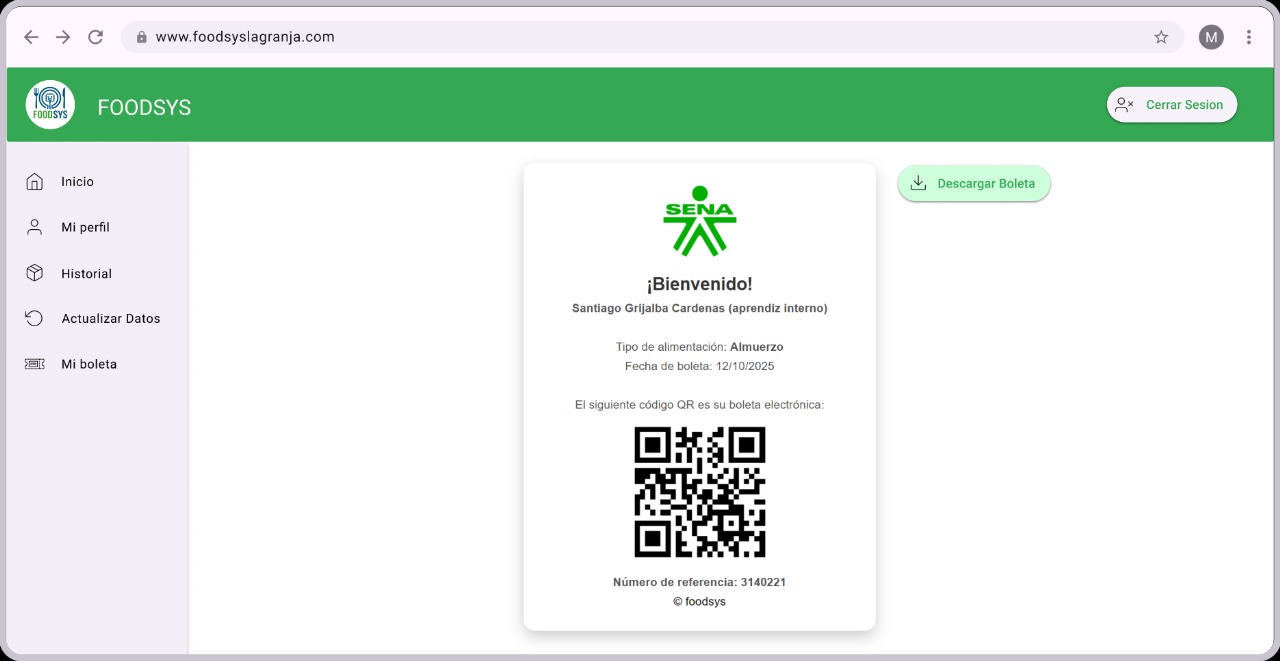 www.foodsyslagranja.com
M
FOODSYS
FOODSYS
Cerrar Sesion
Inicio
Mi perfil
Historial
Actualizar Datos
Mi boleta
SENA
¡Bienvenido!
Santiago Grijalba Cardenas (aprendiz interno)
Tipo de alimentación: Almuerzo
Fecha de boleta: 12/10/2025
El siguiente código QR es su boleta electrónica:
Número de referencia: 3140221
© foodsys
Descargar Boleta